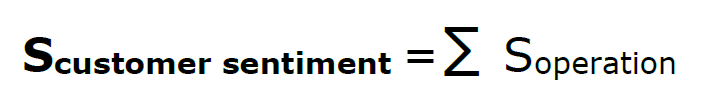 Scustomer sentiment = ∑ Soperation